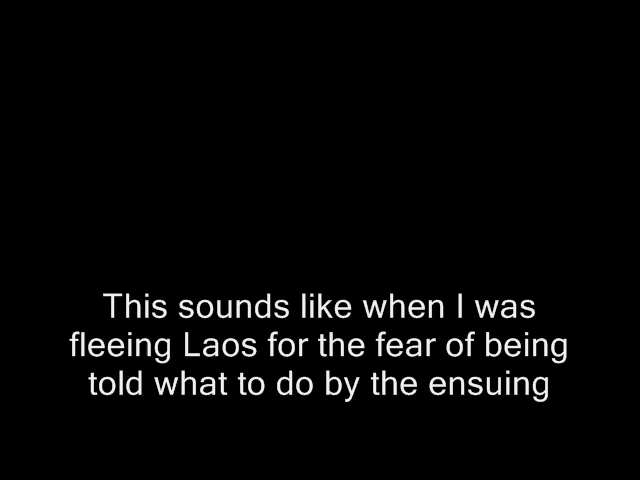 This sounds like when I was
fleeing Laos for the fear of being
told what to do by the ensuing